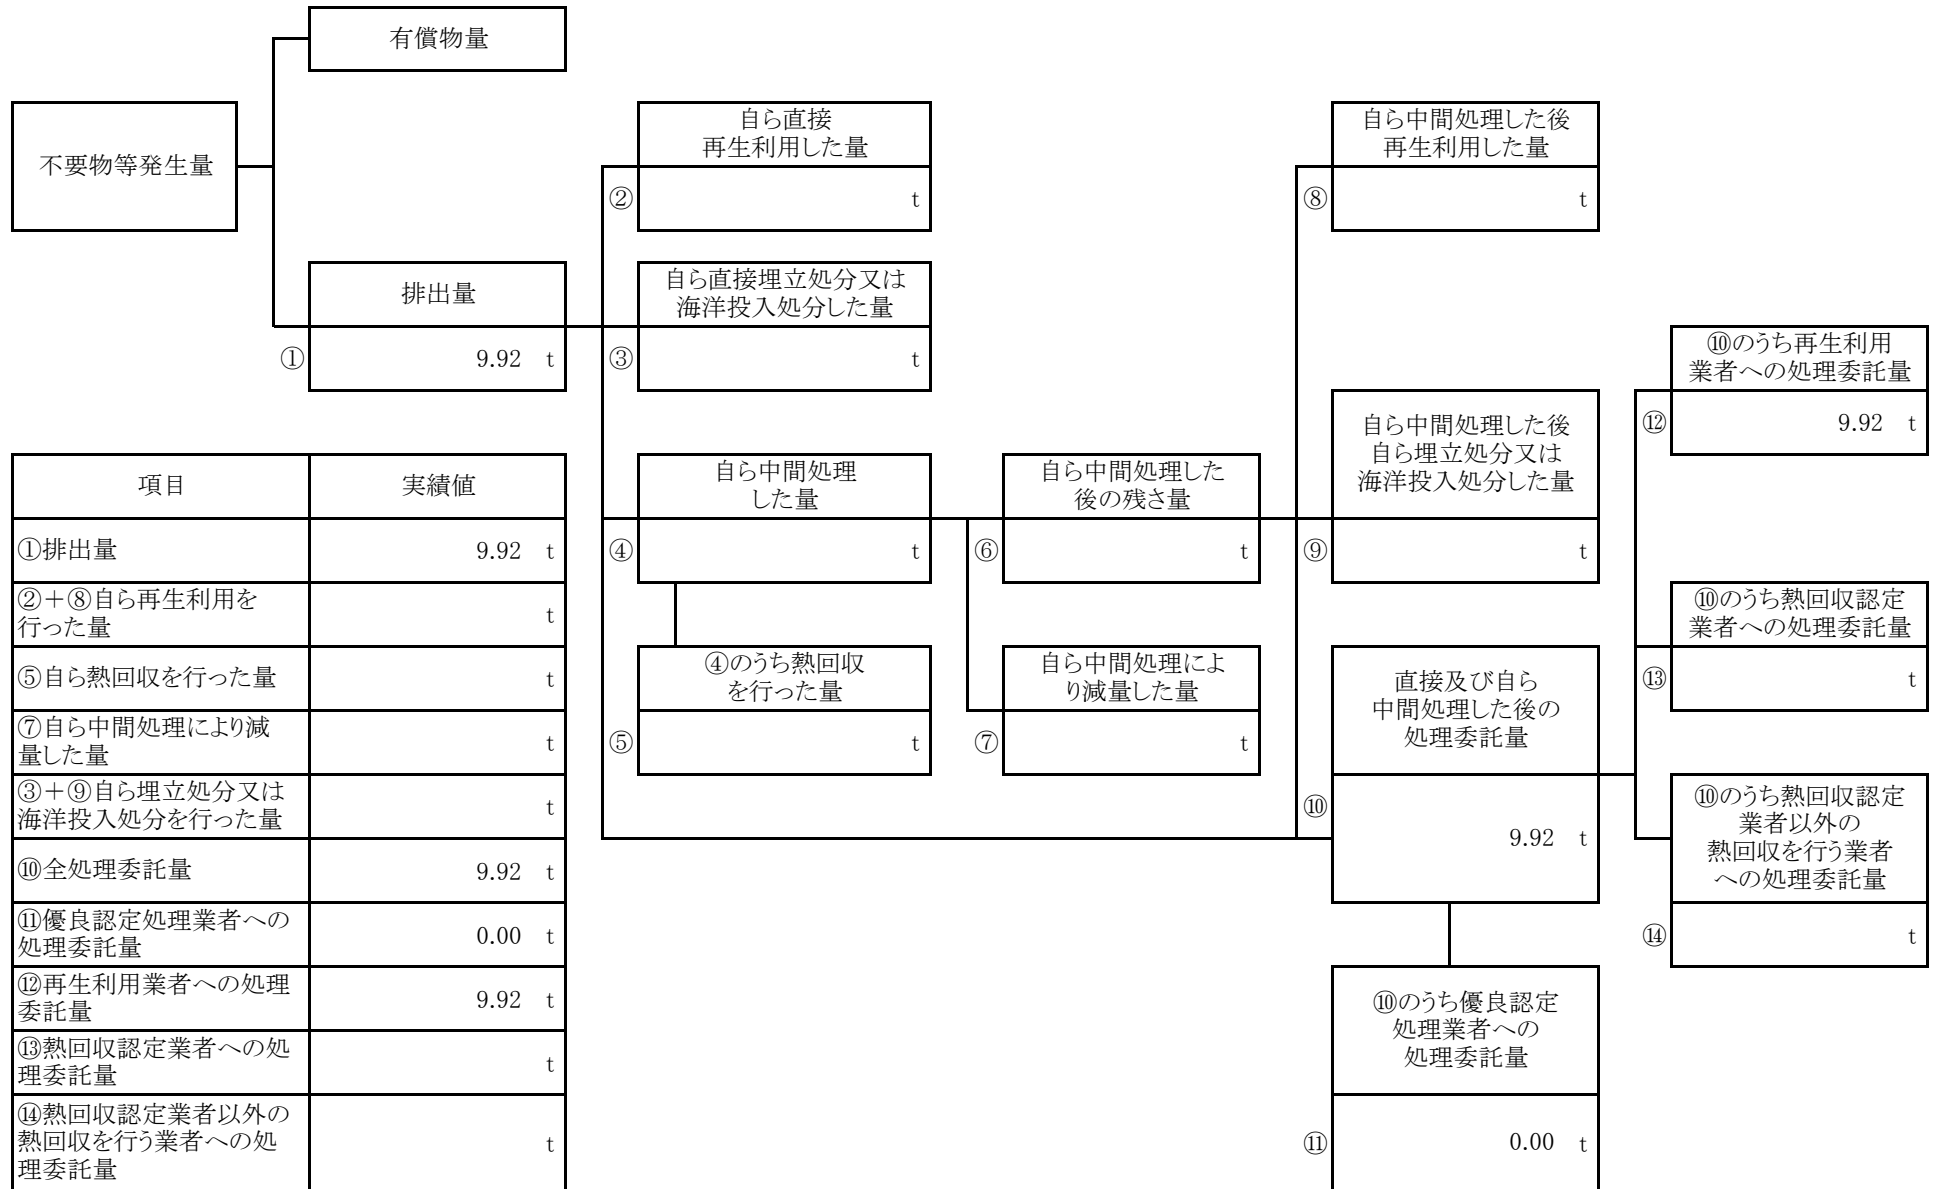 有償物量
不要物等発生量
排出量
①
9.92 t
自ら直接
再生利用した量
②
t
自ら直接埋立処分又は
海洋投入処分した量
③
t
自ら中間処理
した量
④
t
④のうち熱回収
を行った量
⑤
t
自ら中間処理した
後の残さ量
⑥
t
自ら中間処理によ
り減量した量
⑦
t
自ら中間処理した後
再生利用した量
⑧
t
自ら中間処理した後
自ら埋立処分又は
海洋投入処分した量
⑨
t
直接及び自ら
中間処理した後の
処理委託量
⑩
9.92 t
⑩のうち優良認定
処理業者への
処理委託量
⑪
0.00 t
⑩のうち再生利用
業者への処理委託量
⑫
9.92 t
⑩のうち熱回収認定
業者への処理委託量
⑬
t
⑩のうち熱回収認定
業者以外の
熱回収を行う業者
への処理委託量
⑭
t
項目 実績値
①排出量 9.92 t
②＋⑧自ら再生利用を
行った量
t
⑤自ら熱回収を行った量 t
⑦自ら中間処理により減
量した量
t
③＋⑨自ら埋立処分又は
海洋投入処分を行った量
t
⑩全処理委託量 9.92 t
⑪優良認定処理業者への
処理委託量
0.00 t
⑫再生利用業者への処理
委託量
9.92 t
⑬熱回収認定業者への処
理委託量
t
⑭熱回収認定業者以外の
熱回収を行う業者への処
理委託量
t